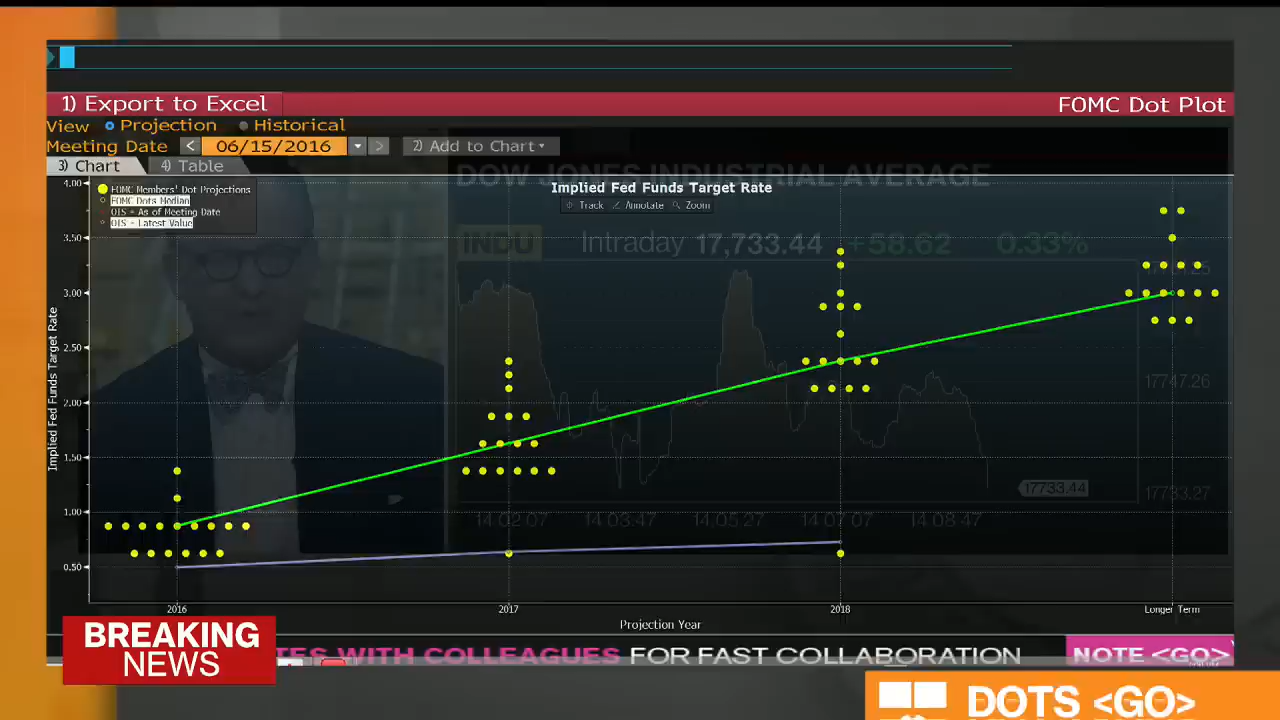 1) Export to Excel
FOMC Dot Plot
View Projection Historical
Meeting Date < 06/15/2016 > 2) Add to Chart
3) Chart 4) Table
DOW JONES INDUSTRIAL AVERAGE
Implied Fed Funds Target Rate
Track Annotate Zoom
FOMC Members' Dot Projections
FOMC Dots Median
OIS - As of Meeting Date
OIS - Latest Value
INDU Intraday 17,733.44 +58.62 0.33%
4.00
3.50
3.00
2.50
2.00
1.50
1.00
0.50
Implied Fed Funds Target Rate
17747.26
17733.44
17733.27
14:02:07 14:03:47 14:05:27 14:07:07 14:08:47
2016 2017 2018 Longer Term
Projection Year
BREAKING
NEWS
TES WITH COLLEAGUES FOR FAST COLLABORATION
NOTE <GO>
DOTS <GO>